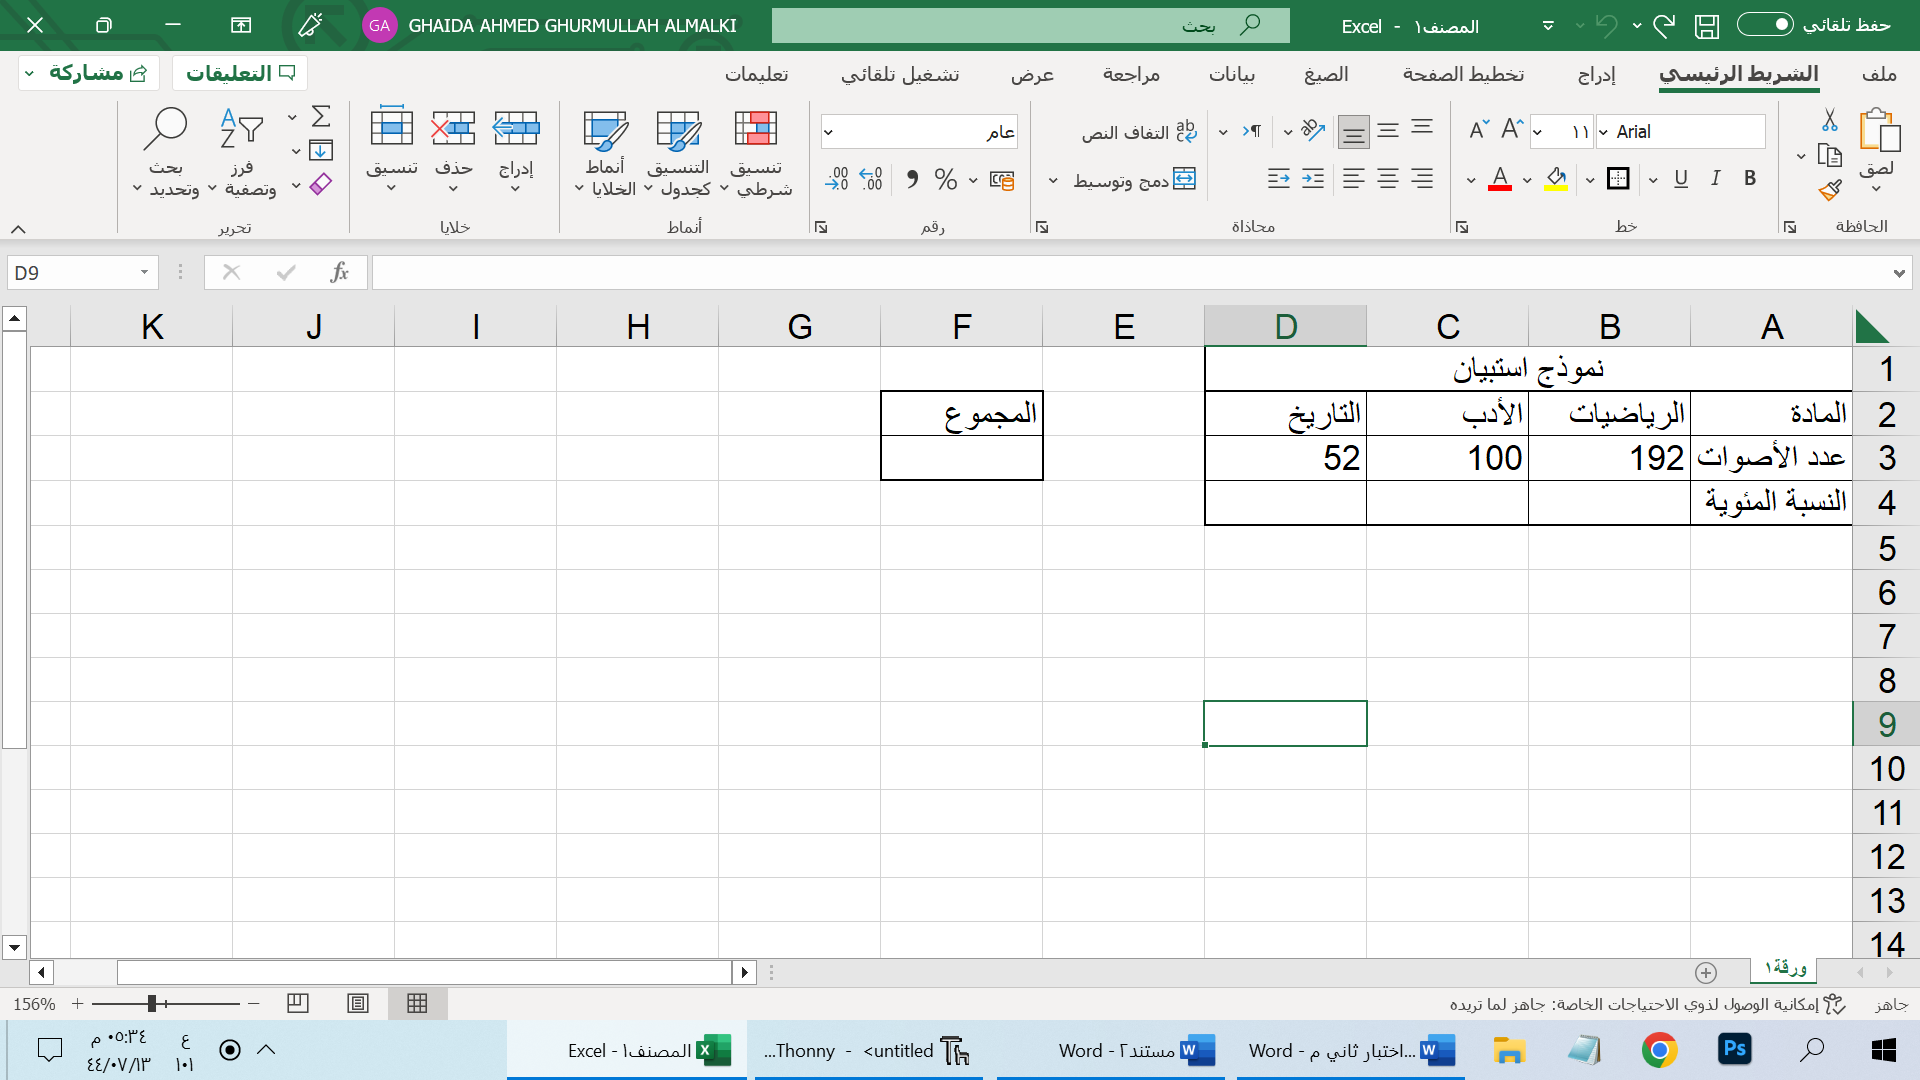 حفظ تلقائي
المصنف١ - Excel
بحث
GHAIDA AHMED GHURMULLAH ALMALKI
GA
ملف الشريط الرئيسي إدراج تخطيط الصفحة الصيغ بيانات مراجعة عرض تشغيل تلقائي تعليمات
التعليقات
مشاركة
لصق
الحافظة
Arial
١١
B I U
خط
التفاف النص
دمج وتوسيط
محاذاة
عام
رقم
تنسيق شرطي
التنسيق كجدول
أنماط الخلايا
أنماط
إدراج
حذف
تنسيق
خلايا
فرز وتصفية
بحث وتحديد
تحرير
D9
fx
A B C D E F G H I J K
1 نموذج استبيان
2 المادة الرياضيات الأدب التاريخ المجموع
3 عدد الأصوات 192 100 52
4 النسبة المئوية
5
6
7
8
9
10
11
12
13
14
ورقة١
جاهز
إمكانية الوصول لذوي الاحتياجات الخاصة: جاهز لما تريده
156%
Ps
اختبار ثاني م... - Word
مستند٢ - Word
Thonny - <untitled...
المصنف١ - Excel
ع
١٠١
٠٥:٣٤ م
٤٤/٠٧/١٣